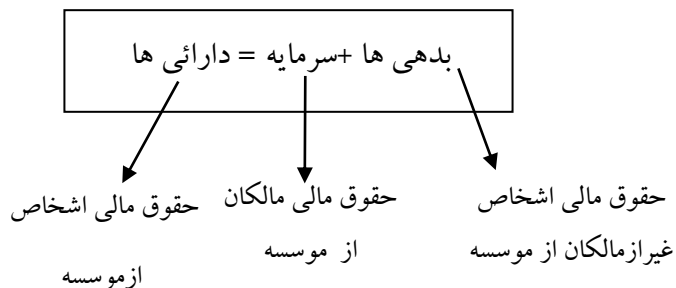 بدهی ها +سرمایه = دارائی ها
حقوق مالی اشخاص
غیرازمالکان از موسسه
حقوق مالی مالکان
از موسسه
حقوق مالی اشخاص
ازموسسه